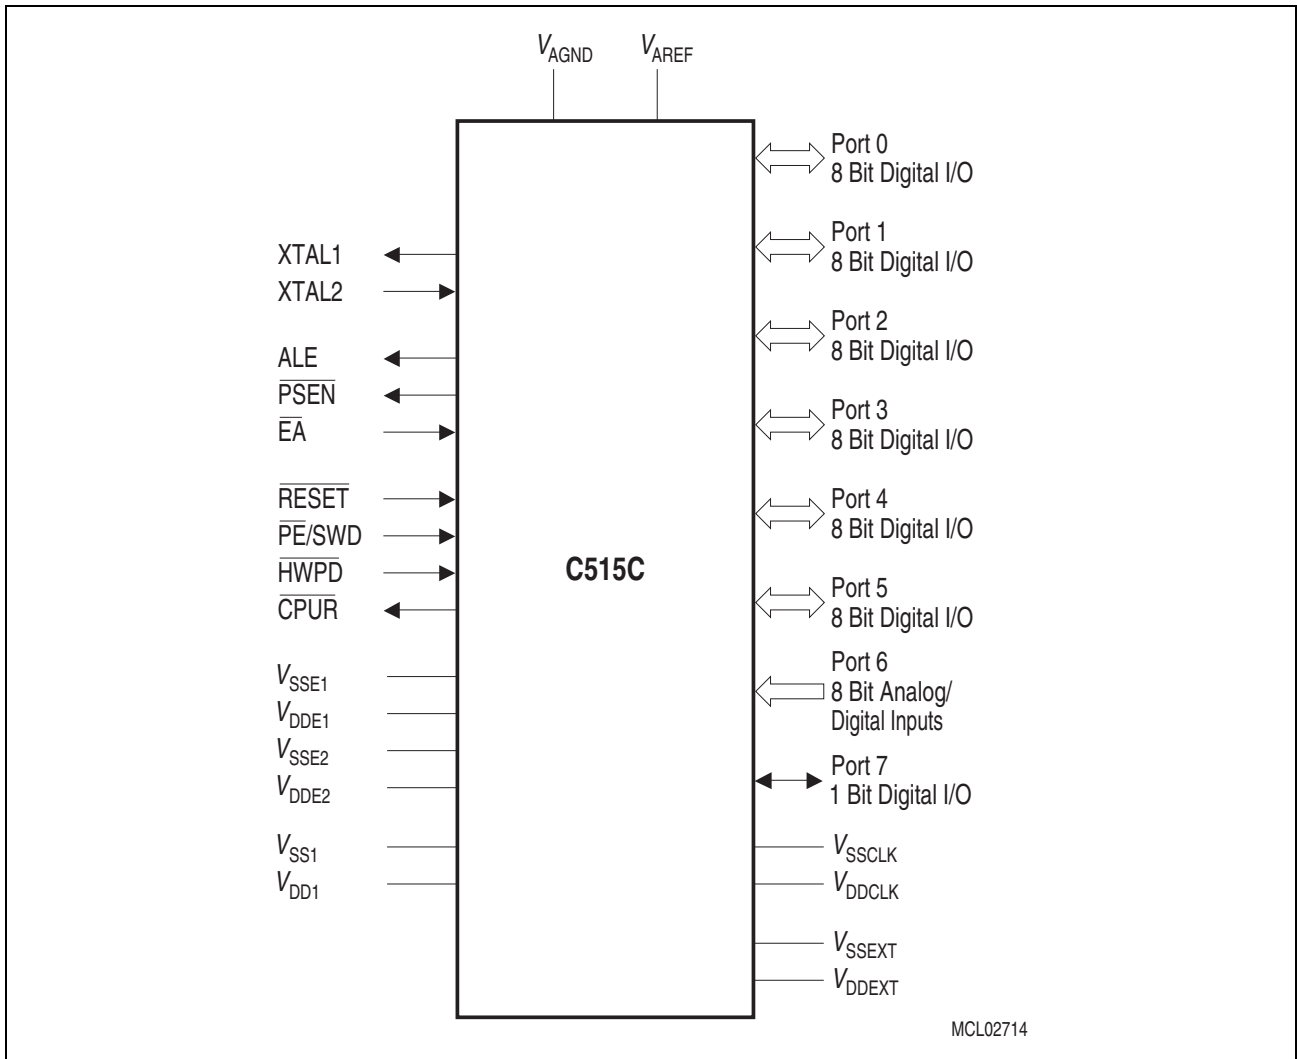 VAGND VAREF
XTAL1
XTAL2
ALE
PSEN
EA
RESET
PE/SWD
HWPD
CPUR
VSSE1
VDDE1
VSSE2
VDDE2
VSS1
VDD1
C515C
Port 0
8 Bit Digital I/O
Port 1
8 Bit Digital I/O
Port 2
8 Bit Digital I/O
Port 3
8 Bit Digital I/O
Port 4
8 Bit Digital I/O
Port 5
8 Bit Digital I/O
Port 6
8 Bit Analog/
Digital Inputs
Port 7
1 Bit Digital I/O
VSSCLK
VDDCLK
VSSEXT
VDDEXT
MCL02714